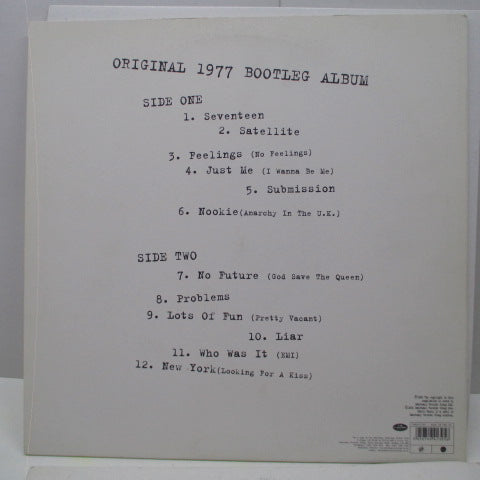 ORIGINAL 1977 BOOTLEG ALBUM
SIDE ONE
1. Seventeen
2. Satellite
3. Feelings (No Feelings)
4. Just Me (I Wanna Be Me)
5. Submission
6. Nookie(Anarchy In The U.K.)
SIDE TWO
7. No Future (God Save The Queen)
8. Problems
9. Lots Of Fun (Pretty Vacant)
10. Liar
11. Who Was It (EMI)
12. New York(Looking For A Kiss)